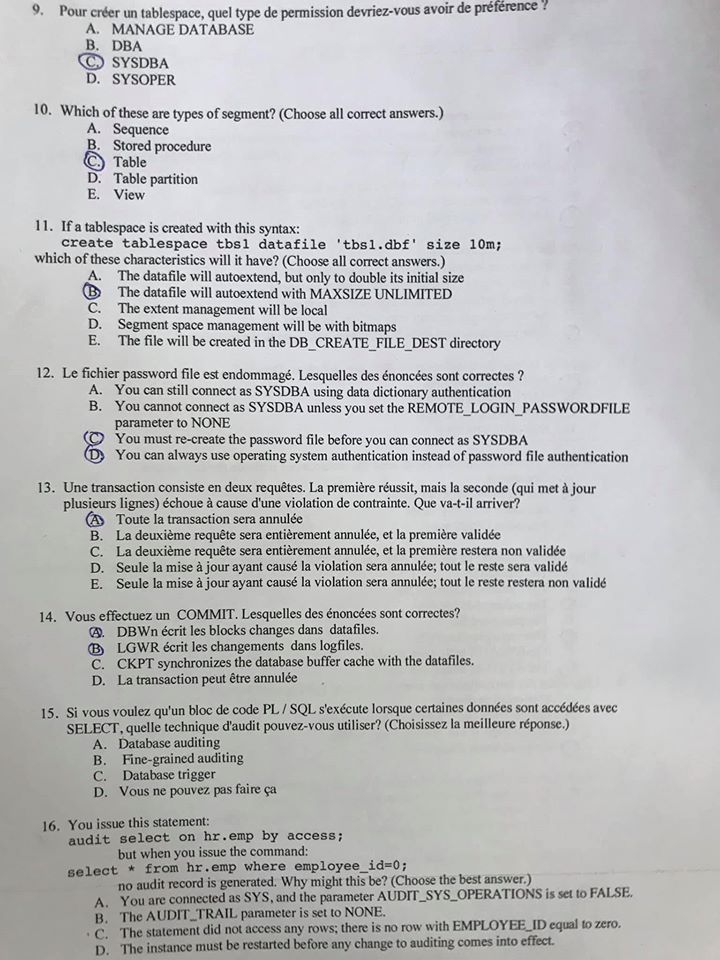 9. Pour créer un tablespace, quel type de permission devriez-vous avoir de préférence ?
A. MANAGE DATABASE
B. DBA
C. SYSDBA
D. SYSOPER
10. Which of these are types of segment? (Choose all correct answers.)
A. Sequence
B. Stored procedure
C. Table
D. Table partition
E. View
11. If a tablespace is created with this syntax:
create tablespace tbs1 datafile 'tbs1.dbf' size 10m;
which of these characteristics will it have? (Choose all correct answers.)
A. The datafile will autoextend, but only to double its initial size
B. The datafile will autoextend with MAXSIZE UNLIMITED
C. The extent management will be local
D. Segment space management will be with bitmaps
E. The file will be created in the DB_CREATE_FILE_DEST directory
12. Le fichier password file est endommagé. Lesquelles des énoncées sont correctes ?
A. You can still connect as SYSDBA using data dictionary authentication
B. You cannot connect as SYSDBA unless you set the REMOTE_LOGIN_PASSWORDFILE
parameter to NONE
C You must re-create the password file before you can connect as SYSDBA
D. You can always use operating system authentication instead of password file authentication
13. Une transaction consiste en deux requêtes. La première réussit, mais la seconde (qui met à jour
plusieurs lignes) échoue à cause d'une violation de contrainte. Que va-t-il arriver?
A Toute la transaction sera annulée
B. La deuxième requête sera entièrement annulée, et la première validée
C. La deuxième requête sera entièrement annulée, et la première restera non validée
D. Seule la mise à jour ayant causé la violation sera annulée; tout le reste sera validé
E. Seule la mise à jour ayant causé la violation sera annulée; tout le reste restera non validé
14. Vous effectuez un COMMIT. Lesquelles des énoncées sont correctes?
A. DBWn écrit les blocks changes dans datafiles.
B LGWR écrit les changements dans logfiles.
C. CKPT synchronizes the database buffer cache with the datafiles.
D. La transaction peut être annulée
15. Si vous voulez qu'un bloc de code PL / SQL s'exécute lorsque certaines données sont accédées avec
SELECT, quelle technique d'audit pouvez-vous utiliser? (Choisissez la meilleure réponse.)
A. Database auditing
B. Fine-grained auditing
C. Database trigger
D. Vous ne pouvez pas faire ça
16. You issue this statement:
audit select on hr.emp by access;
but when you issue the command:
select * from hr.emp where employee_id=0;
no audit record is generated. Why might this be? (Choose the best answer.)
A. You are connected as SYS, and the parameter AUDIT_SYS_OPERATIONS is set to FALSE.
B. The AUDIT_TRAIL parameter is set to NONE.
C. The statement did not access any rows; there is no row with EMPLOYEE_ID equal to zero.
D. The instance must be restarted before any change to auditing comes into effect.